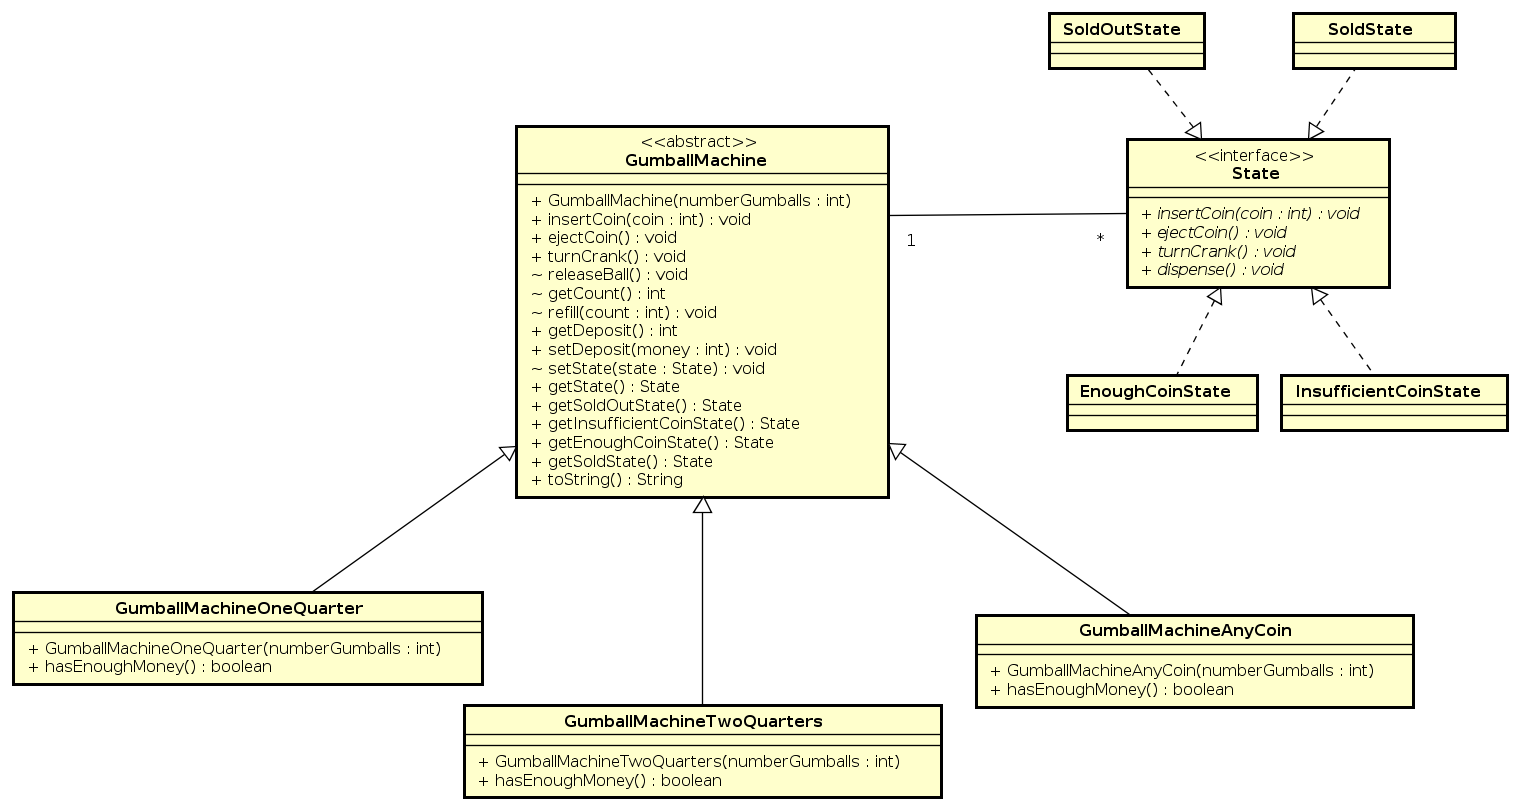 SoldOutState
SoldState
<<abstract>>
GumballMachine
+ GumballMachine(numberGumballs : int)
+ insertCoin(coin : int) : void
+ ejectCoin() : void
+ turnCrank() : void
~ releaseBall() : void
~ getCount() : int
~ refill(count : int) : void
+ getDeposit() : int
+ setDeposit(money : int) : void
~ setState(state : State) : void
+ getState() : State
+ getSoldOutState() : State
+ getInsufficientCoinState() : State
+ getEnoughCoinState() : State
+ getSoldState() : State
+ toString() : String
1
*
<<interface>>
State
+ insertCoin(coin : int) : void
+ ejectCoin() : void
+ turnCrank() : void
+ dispense() : void
EnoughCoinState
InsufficientCoinState
GumballMachineOneQuarter
+ GumballMachineOneQuarter(numberGumballs : int)
+ hasEnoughMoney() : boolean
GumballMachineTwoQuarters
+ GumballMachineTwoQuarters(numberGumballs : int)
+ hasEnoughMoney() : boolean
GumballMachineAnyCoin
+ GumballMachineAnyCoin(numberGumballs : int)
+ hasEnoughMoney() : boolean